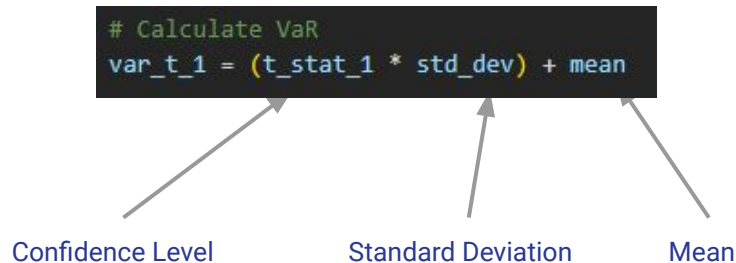 # Calculate VaR
var_t_1 = (t_stat_1 * std_dev) + mean
Confidence Level Standard Deviation Mean